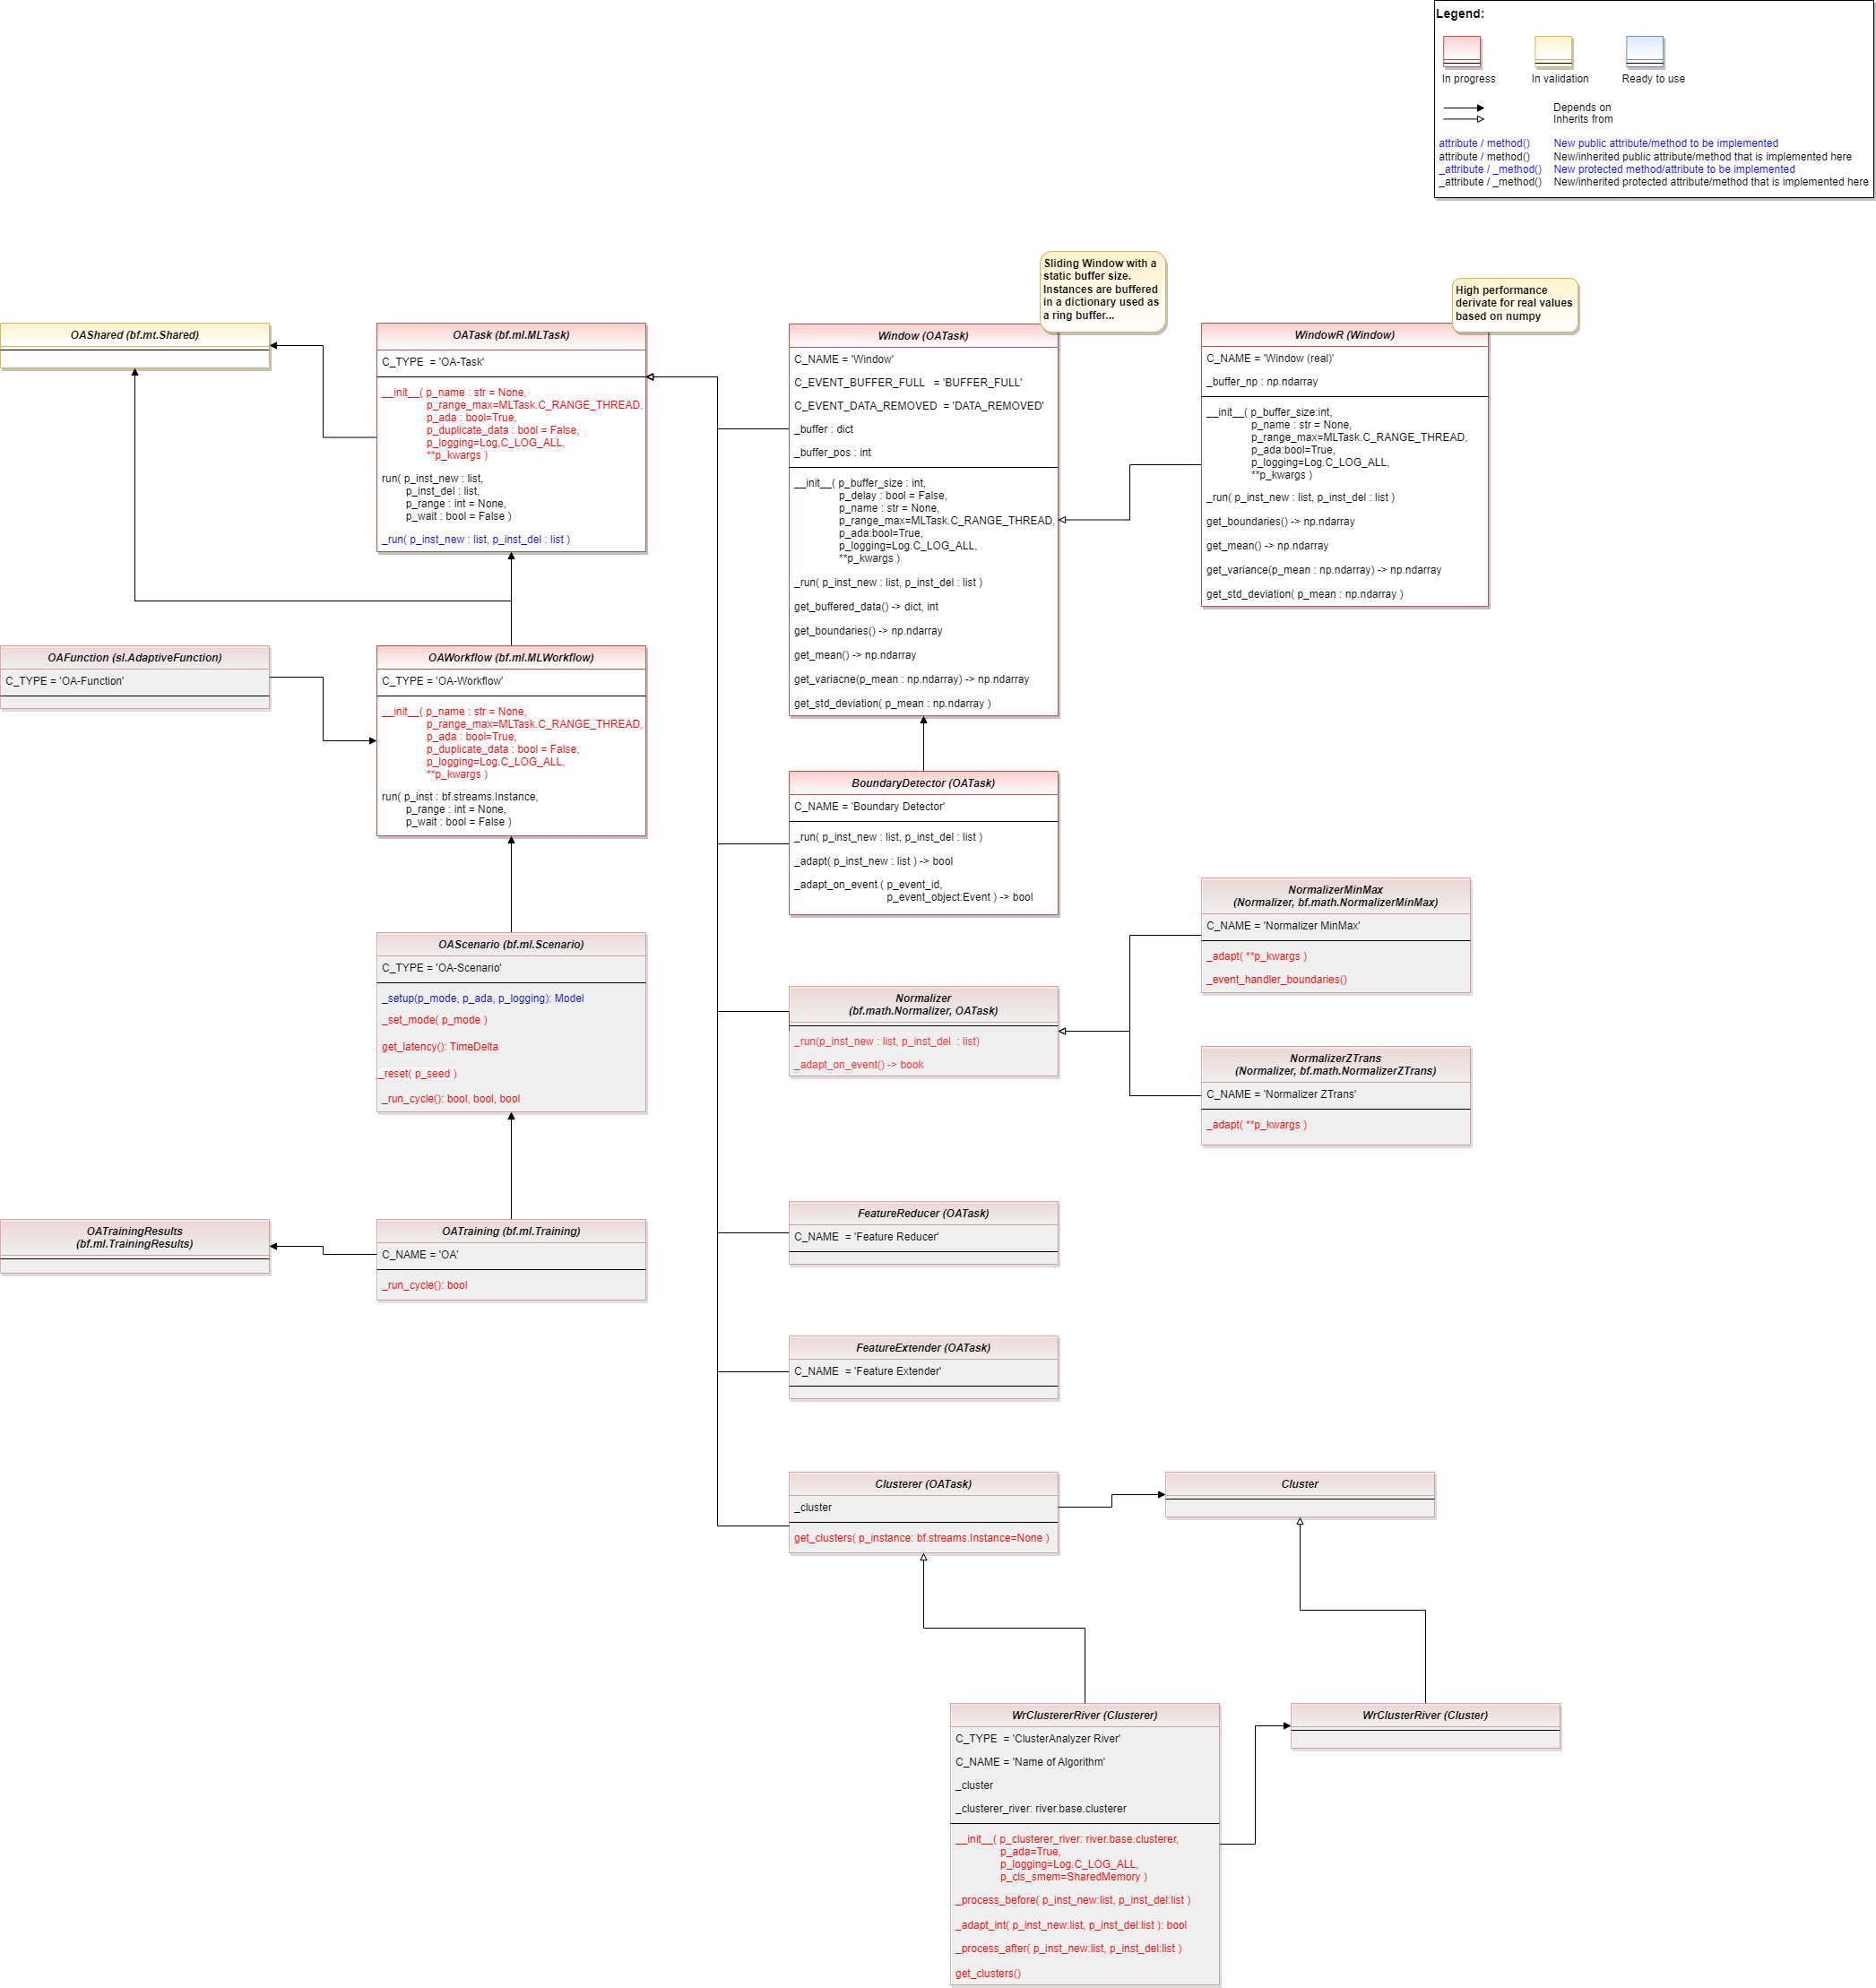 Legend:
In progress
In validation
Ready to use
Depends on
Inherits from
attribute / method() New public attribute/method to be implemented
attribute / method() New/inherited public attribute/method that is implemented here
_attribute / _method() New protected method/attribute to be implemented
_attribute / _method() New/inherited protected attribute/method that is implemented here
Sliding Window with a
static buffer size.
Instances are buffered
in a dictionary used as
a ring buffer...
High performance
derivate for real values
based on numpy
OAShared (bf.mt.Shared)
OATask (bf.ml.MLTask)
C_TYPE = 'OA-Task'
__init__( p_name : str = None,
p_range_max=MLTask.C_RANGE_THREAD,
p_ada : bool=True,
p_duplicate_data : bool = False,
p_logging=Log.C_LOG_ALL,
**p_kwargs )
run( p_inst_new : list,
p_inst_del : list,
p_range : int = None,
p_wait : bool = False )
_run( p_inst_new : list, p_inst_del : list )
Window (OATask)
C_NAME = 'Window'
C_EVENT_BUFFER_FULL = 'BUFFER_FULL'
C_EVENT_DATA_REMOVED = 'DATA_REMOVED'
_buffer : dict
_buffer_pos : int
__init__( p_buffer_size : int,
p_delay : bool = False,
p_name : str = None,
p_range_max=MLTask.C_RANGE_THREAD,
p_ada:bool=True,
p_logging=Log.C_LOG_ALL,
**p_kwargs )
_run( p_inst_new : list, p_inst_del : list )
get_buffered_data() -> dict, int
get_boundaries() -> np.ndarray
get_mean() -> np.ndarray
get_variacne(p_mean : np.ndarray) -> np.ndarray
get_std_deviation( p_mean : np.ndarray )
WindowR (Window)
C_NAME = 'Window (real)'
_buffer_np : np.ndarray
__init__( p_buffer_size:int,
p_name : str = None,
p_range_max=MLTask.C_RANGE_THREAD,
p_ada:bool=True,
p_logging=Log.C_LOG_ALL,
**p_kwargs )
_run( p_inst_new : list, p_inst_del : list )
get_boundaries() -> np.ndarray
get_mean() -> np.ndarray
get_variance(p_mean : np.ndarray) -> np.ndarray
get_std_deviation( p_mean : np.ndarray )
OAFunction (sl.AdaptiveFunction)
C_TYPE = 'OA-Function'
OAWorkflow (bf.ml.MLWorkflow)
C_TYPE = 'OA-Workflow'
__init__( p_name : str = None,
p_range_max=MLTask.C_RANGE_THREAD,
p_ada : bool=True,
p_duplicate_data : bool = False,
p_logging=Log.C_LOG_ALL,
**p_kwargs )
run( p_inst : bf.streams.Instance,
p_range : int = None,
p_wait : bool = False )
BoundaryDetector (OATask)
C_NAME = 'Boundary Detector'
_run( p_inst_new : list, p_inst_del : list )
_adapt( p_inst_new : list ) -> bool
_adapt_on_event ( p_event_id,
p_event_object:Event ) -> bool
OAScenario (bf.ml.Scenario)
C_TYPE = 'OA-Scenario'
_setup(p_mode, p_ada, p_logging): Model
_set_mode( p_mode )
get_latency(): TimeDelta
_reset( p_seed )
_run_cycle(): bool, bool, bool
Normalizer
(bf.math.Normalizer, OATask)
_run(p_inst_new : list, p_inst_del : list)
_adapt_on_event() -> book
NormalizerMinMax
(Normalizer, bf.math.NormalizerMinMax)
C_NAME = 'Normalizer MinMax'
_adapt( **p_kwargs )
_event_handler_boundaries()
NormalizerZTrans
(Normalizer, bf.math.NormalizerZTrans)
C_NAME = 'Normalizer ZTrans'
_adapt( **p_kwargs )
OATrainingResults
(bf.ml.TrainingResults)
OATraining (bf.ml.Training)
C_NAME = 'OA'
_run_cycle(): bool
FeatureReducer (OATask)
C_NAME = 'Feature Reducer'
FeatureExtender (OATask)
C_NAME = 'Feature Extender'
Clusterer (OATask)
_cluster
get_clusters( p_instance: bf.streams.Instance=None )
Cluster
WrClustererRiver (Clusterer)
C_TYPE = 'ClusterAnalyzer River'
C_NAME = 'Name of Algorithm'
_cluster
_clusterer_river: river.base.clusterer
__init__( p_clusterer_river: river.base.clusterer,
p_ada=True,
p_logging=Log.C_LOG_ALL,
p_cls_smem=SharedMemory )
_process_before( p_inst_new:list, p_inst_del:list )
_adapt_int( p_inst_new:list, p_inst_del:list ): bool
_process_after( p_inst_new:list, p_inst_del:list )
get_clusters()
WrClusterRiver (Cluster)